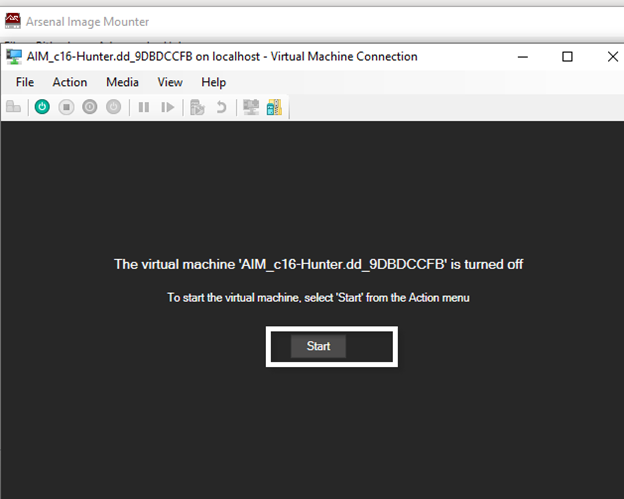 Arsenal Image Mounter
AIM_c16-Hunter.dd_9DBDCCFB on localhost - Virtual Machine Connection
File Action Media View Help
The virtual machine 'AIM_c16-Hunter.dd_9DBDCCFB' is turned off
To start the virtual machine, select 'Start' from the Action menu
Start